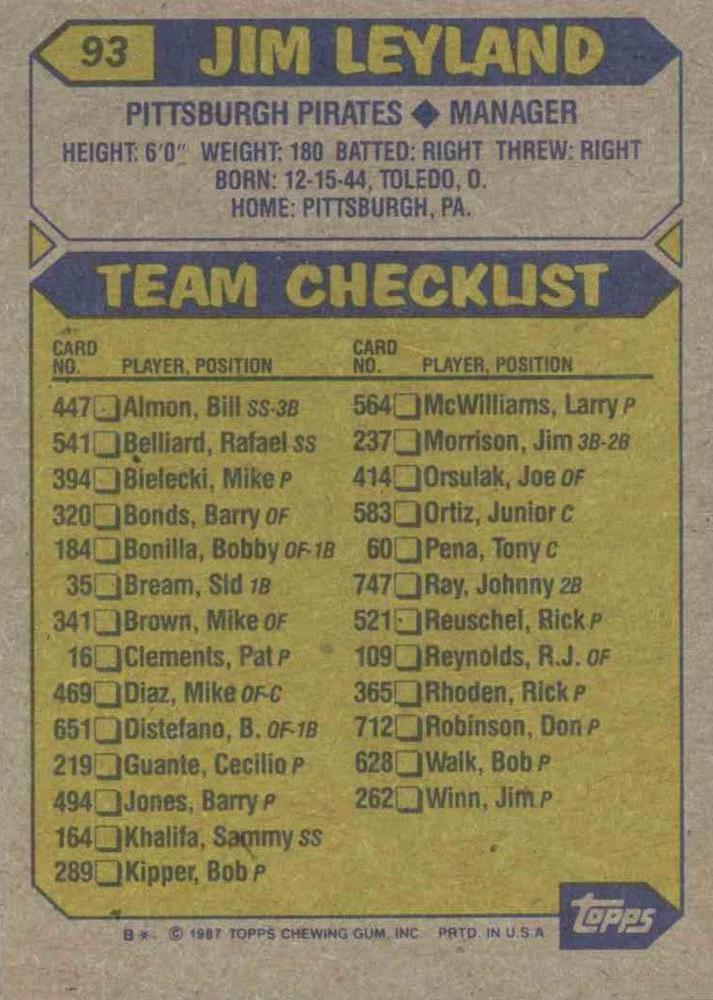 93 JIM LEYLAND
PITTSBURGH PIRATES ◆ MANAGER
HEIGHT: 6'0" WEIGHT: 180 BATTED: RIGHT THREW: RIGHT
BORN: 12-15-44, TOLEDO, O.
HOME: PITTSBURGH, PA.
TEAM CHECKLIST
CARD
NO. PLAYER, POSITION
447 Almon, Bill SS-3B
541 Belliard, Rafael SS
394 Bielecki, Mike P
320 Bonds, Barry OF
184 Bonilla, Bobby OF-1B
35 Bream, Sid 1B
341 Brown, Mike OF
16 Clements, Pat P
469 Diaz, Mike OF-C
651 Distefano, B. OF-1B
219 Guante, Cecilio P
494 Jones, Barry P
164 Khalifa, Sammy SS
289 Kipper, Bob P
CARD
NO. PLAYER, POSITION
564 McWilliams, Larry P
237 Morrison, Jim 3B-2B
414 Orsulak, Joe OF
583 Ortiz, Junior C
60 Pena, Tony C
747 Ray, Johnny 2B
521 Reuschel, Rick P
109 Reynolds, R.J. OF
365 Rhoden, Rick P
712 Robinson, Don P
628 Walk, Bob P
262 Winn, Jim P
topps
B*. © 1987 TOPPS CHEWING GUM, INC PRTD. IN U.S.A